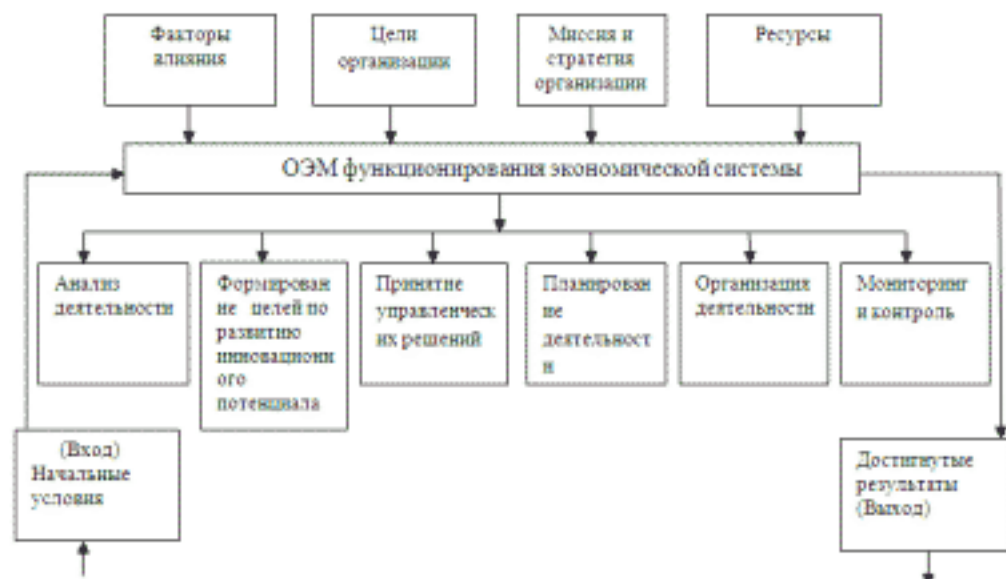 Факторы
влияния
Цели
организации
Миссия и
стратегия
организации
Ресурсы
ОЭМ функционирования экономической системы
Анализ
деятельности
Формирован
ие целей по
развитию
инновационн
ого
потенциала
Принятие
управленческ
их решений
Планирован
ие
деятельност
и
Организация
деятельности
Мониторинг
и контроль
(Вход)
Начальные
условия
Достигнутые
результаты
(Выход)